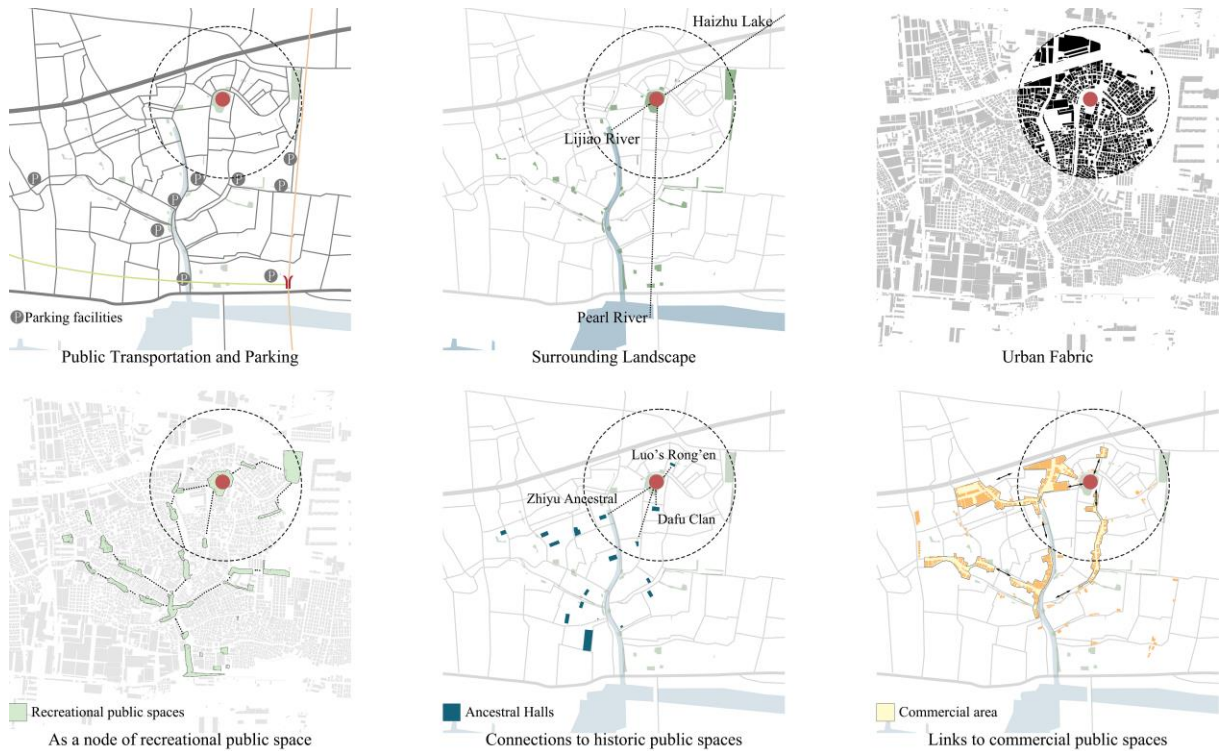 Haizhu Lake
Lijiao River
Pearl River
P
P
P
P
P
P
P
P
P Parking facilities
Public Transportation and Parking
Surrounding Landscape
Urban Fabric
Luo's Rong'en
Zhiyu Ancestral
Dafu Clan
Recreational public spaces
Ancestral Halls
Commercial area
As a node of recreational public space
Connections to historic public spaces
Links to commercial public spaces